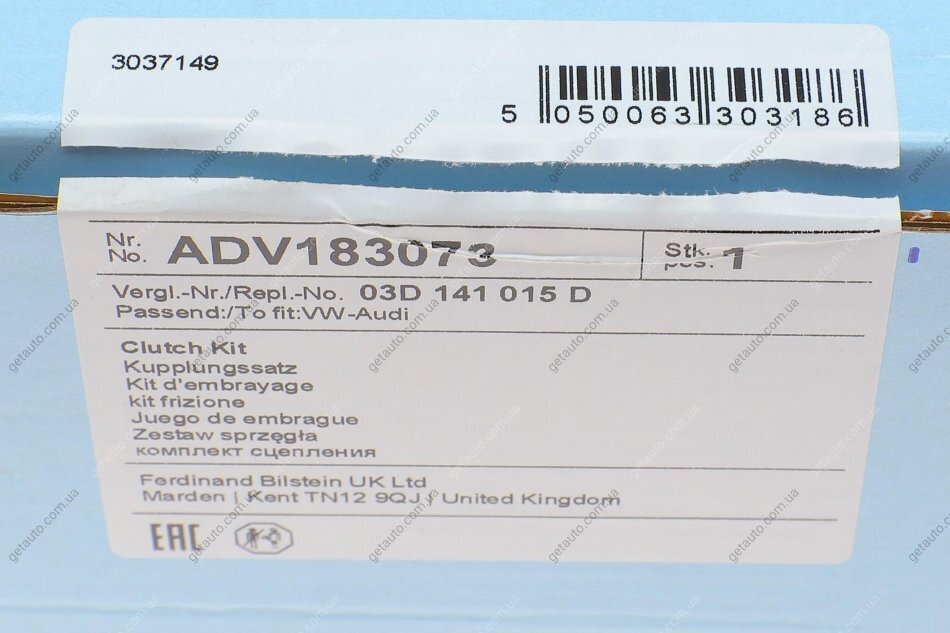 3037149
5 050063 303186
Nr.
No. ADV183073
Stk.
pcs. 1
Vergl.-Nr./Repl.-No. 03D 141 015 D
Passend:/To fit:VW-Audi
Clutch Kit
Kupplungssatz
Kit d'embrayage
kit frizione
Juego de embrague
Zestaw sprzęgła
комплект сцепления
Ferdinand Bilstein UK Ltd
Marden | Kent TN12 9QJ | United Kingdom
EAC
getauto.com.ua